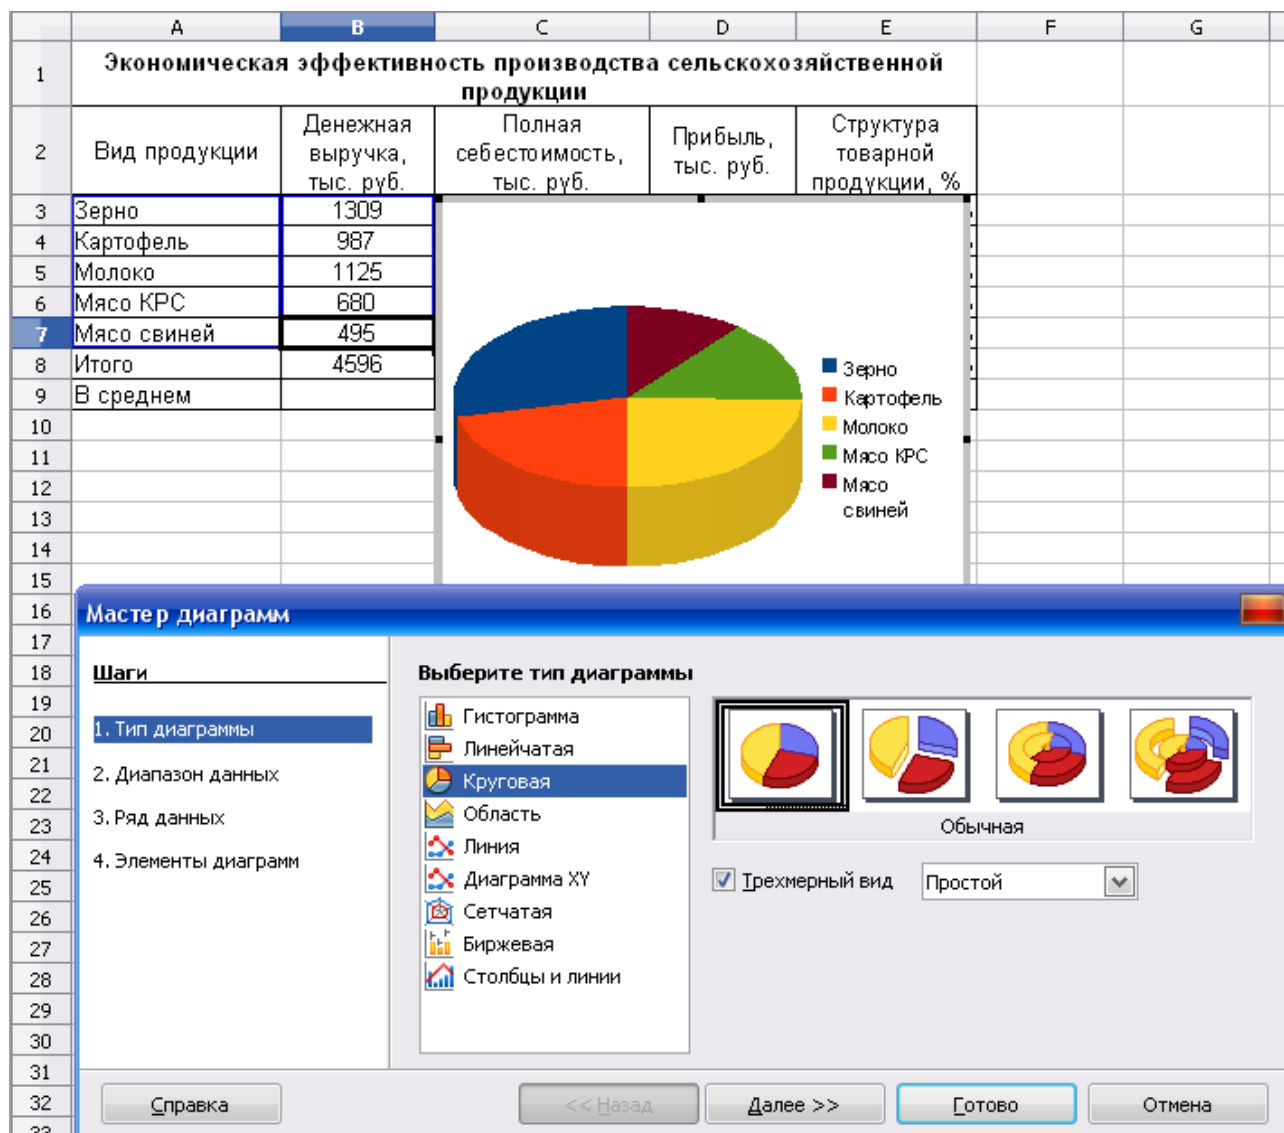 A B C D E F G
1 Экономическая эффективность производства сельскохозяйственной
продукции
2 Вид продукции Денежная выручка, тыс. руб. Полная себестоимость, тыс. руб. Прибыль, тыс. руб. Структура товарной продукции, %
3 Зерно 1309
4 Картофель 987
5 Молоко 1125
6 Мясо КРС 680
7 Мясо свиней 495
8 Итого 4596
9 В среднем
10
11
12
13
14
15
16
17
18
19
20
21
22
23
24
25
26
27
28
29
30
31
32
33
Зерно
Картофель
Молоко
Мясо КРС
Мясо
свиней
Мастер диаграмм
Шаги
1. Тип диаграммы
2. Диапазон данных
3. Ряд данных
4. Элементы диаграмм
Выберите тип диаграммы
Гистограмма
Линейчатая
Круговая
Область
Линия
Диаграмма XY
Сетчатая
Биржевая
Столбцы и линии
Обычная
Трехмерный вид Простой
Справка << Назад Далее >> Готово Отмена